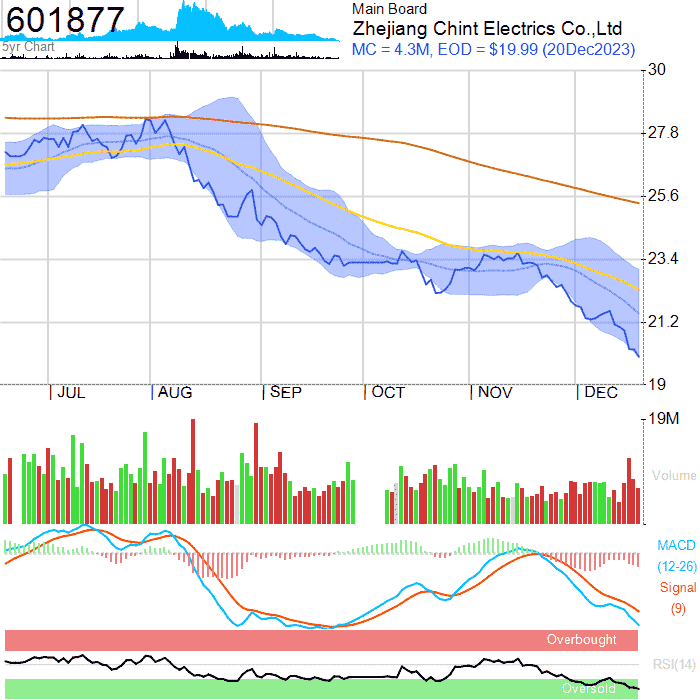 601877
5yr Chart
Main Board
Zhejiang Chint Electrics Co.,Ltd
MC = 4.3M, EOD = $19.99 (20Dec2023)
30
27.8
25.6
23.4
21.2
19
JUL
AUG
SEP
OCT
NOV
DEC
19M
Volume
MACD
(12-26)
Signal
(9)
Overbought
RSI(14)
Oversold